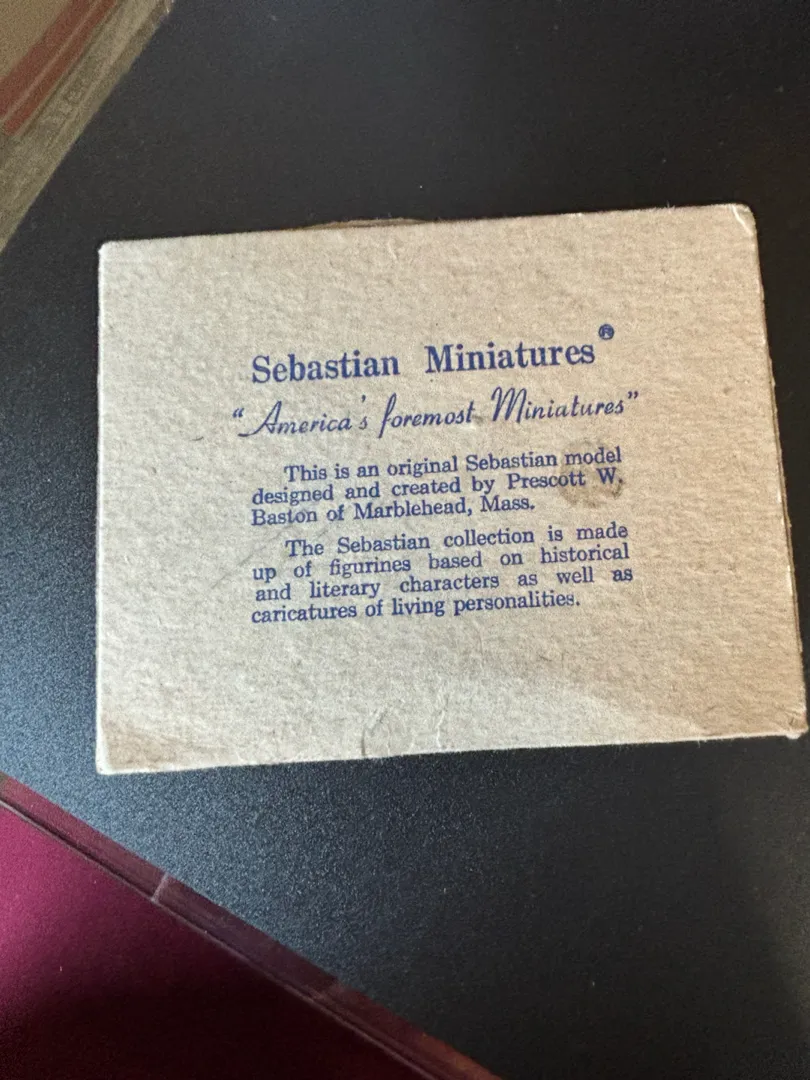 Sebastian Miniatures®
"America's foremost Miniatures"
This is an original Sebastian model
designed and created by Prescott W.
Baston of Marblehead, Mass.
The Sebastian collection is made
up of figurines based on historical
and literary characters as well as
caricatures of living personalities.